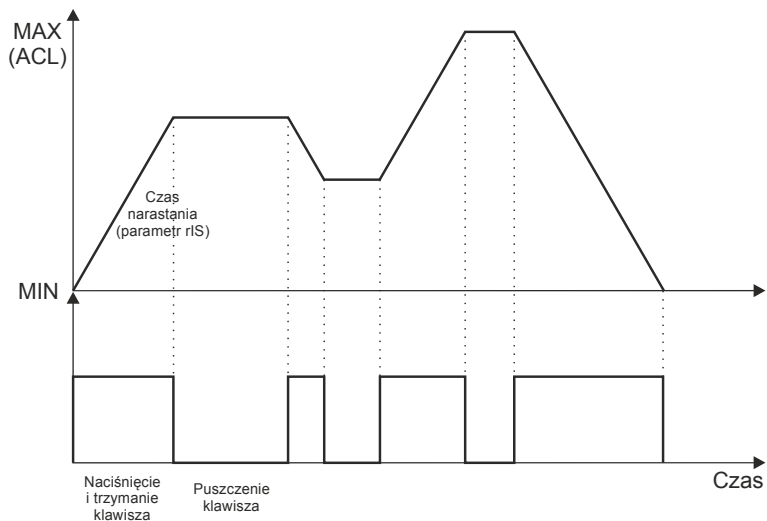 MAX
(ACL)
Czas
narastania
(parametr rIS)
MIN
Czas
Naciśnięcie
i trzymanie
klawisza
Puszczenie
klawisza